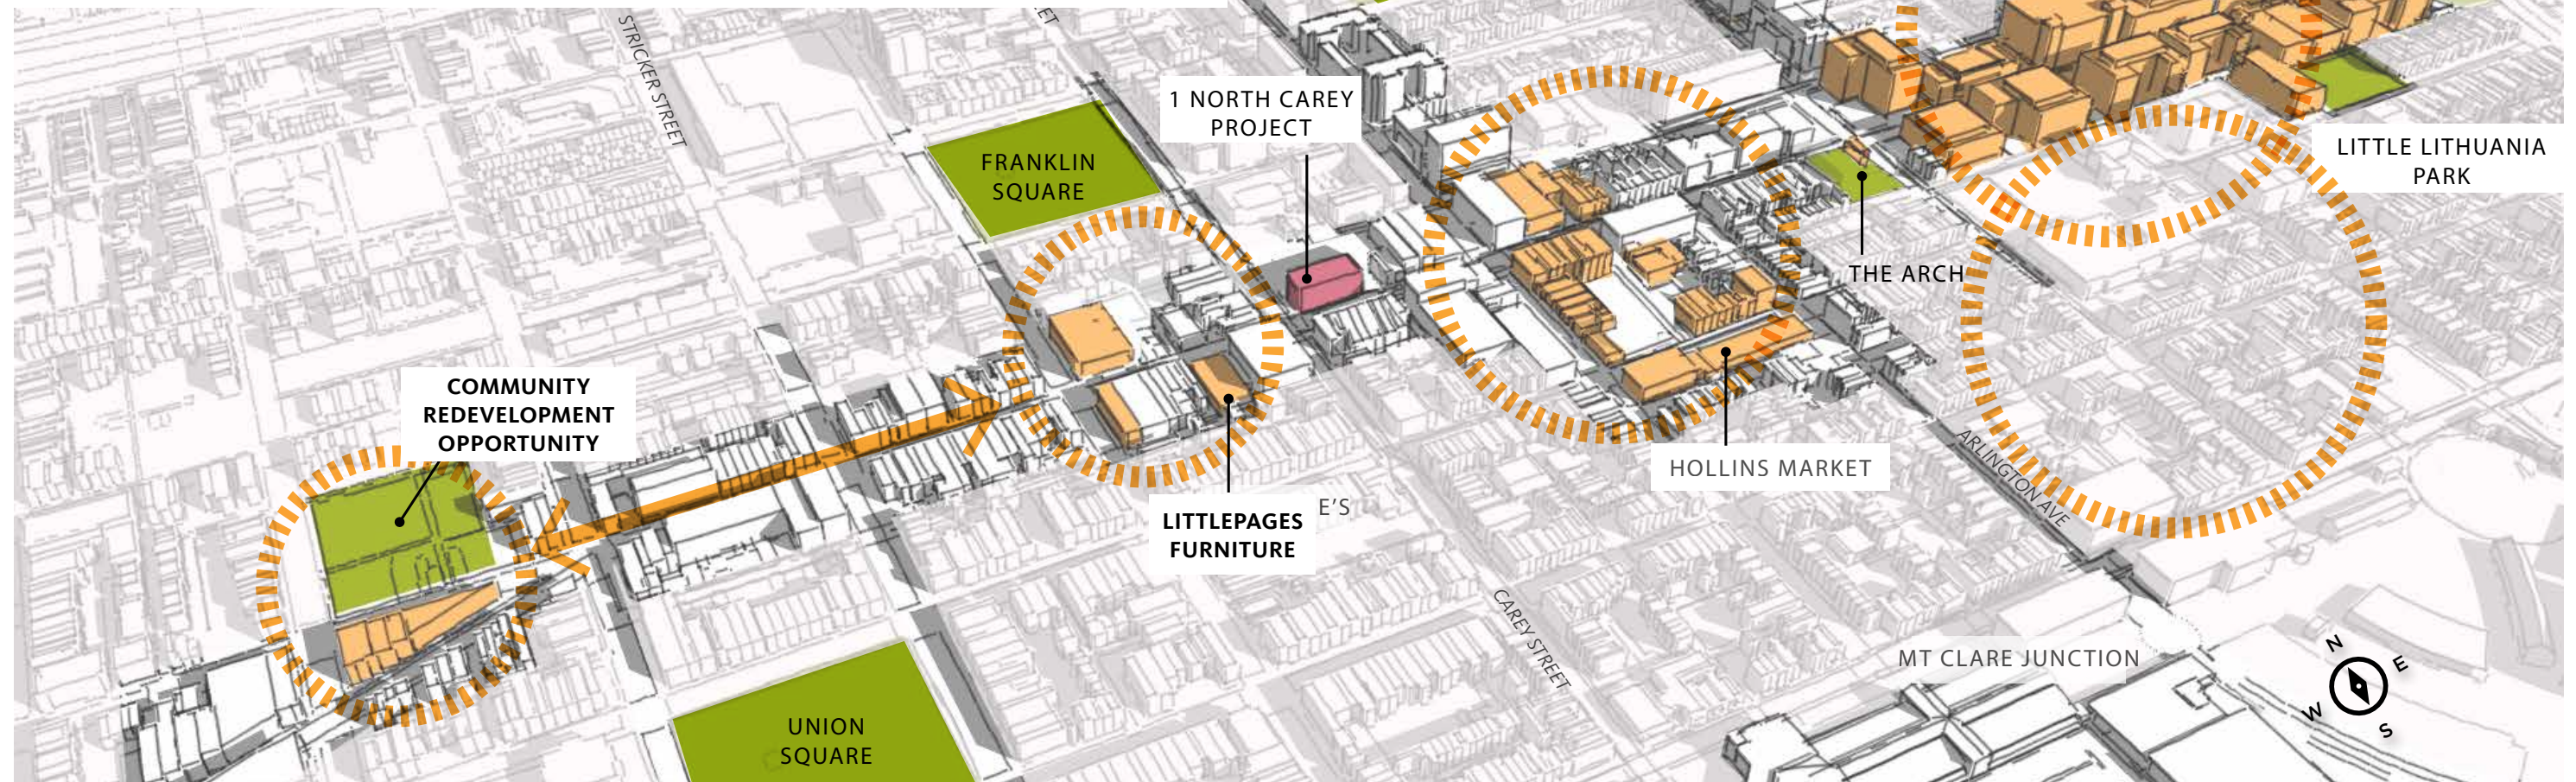 STRICKER STREET
ET
1 NORTH CAREY
PROJECT
FRANKLIN
SQUARE
LITTLE LITHUANIA
PARK
THE ARCH
COMMUNITY
REDEVELOPMENT
OPPORTUNITY
HOLLINS MARKET
ARLINGTON AVE
E'S
LITTLEPAGES
FURNITURE
CAREY STREET
MT CLARE JUNCTION
UNION
SQUARE
N
E
W
S